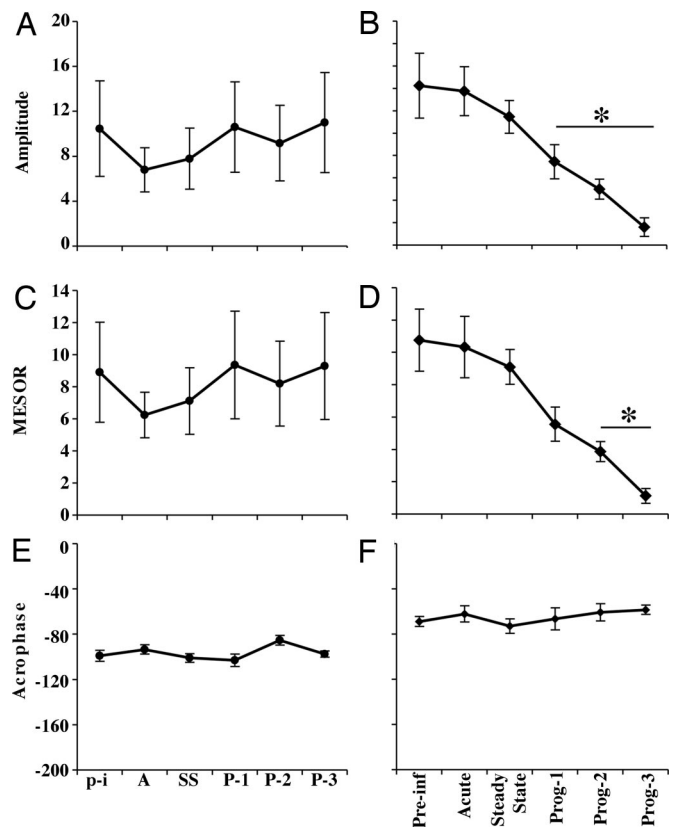 A
B
20
16
12
8
4
0
Amplitude
*
C
D
14
12
10
8
6
4
2
0
MESOR
*
E
F
0
-40
-80
-120
-160
-200
Acrophase
p-i A SS P-1 P-2 P-3
Pre-inf
Acute
Steady
State
Prog-1
Prog-2
Prog-3